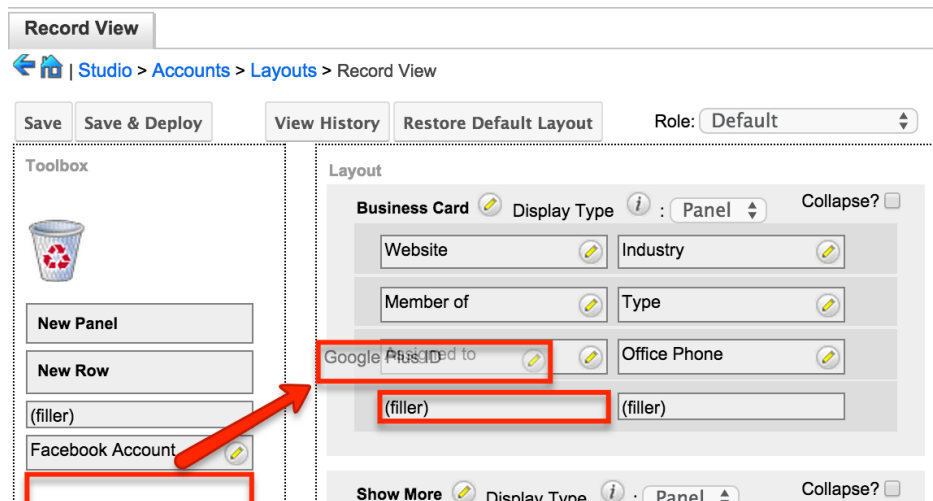 Record View
| Studio > Accounts > Layouts > Record View
Save Save & Deploy View History Restore Default Layout Role: Default
Toolbox
Layout
Business Card Display Type i : Panel Collapse?
Website Industry
Member of Type
New Panel
Google Plus ID Assigned to Office Phone
New Row
(filler) (filler)
(filler)
Facebook Account
Show More Display Type i : Panel Collapse?